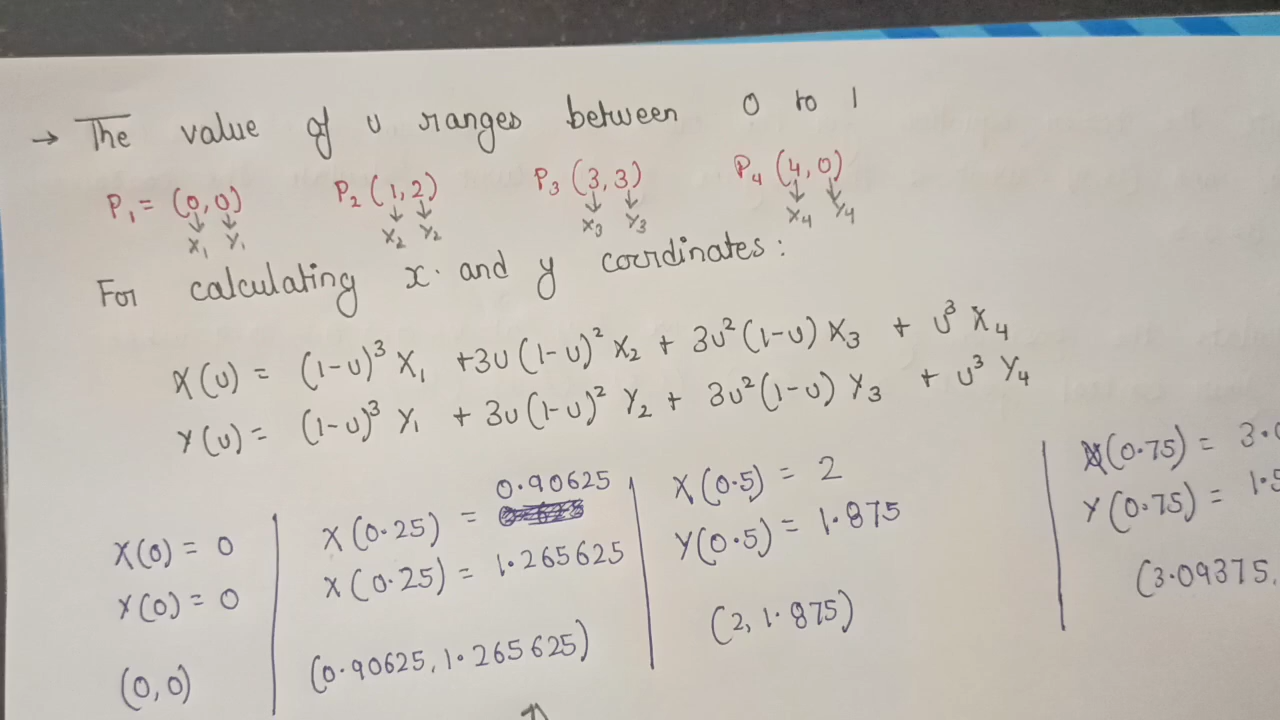 → The value of u ranges between 0 to 1
P₁ = (0,0) P₂ (1,2) P₃ (3,3) P₄ (4,0)
X₁ Y₁ X₂ Y₂ X₃ Y₃ X₄ Y₄
For calculating x and y coordinates:
X(u) = (1-u)³ X₁ + 3u(1-u)² X₂ + 3u²(1-u) X₃ + u³ X₄
Y(u) = (1-u)³ Y₁ + 3u(1-u)² Y₂ + 3u²(1-u) Y₃ + u³ Y₄
X(0) = 0
Y(0) = 0
(0,0)
X(0.25) = 0.90625
X(0.25) = 1.265625
(0.90625, 1.265625)
X(0.5) = 2
Y(0.5) = 1.875
(2, 1.875)
X(0.75) = 3.0
Y(0.75) = 1.5
(3.09375,